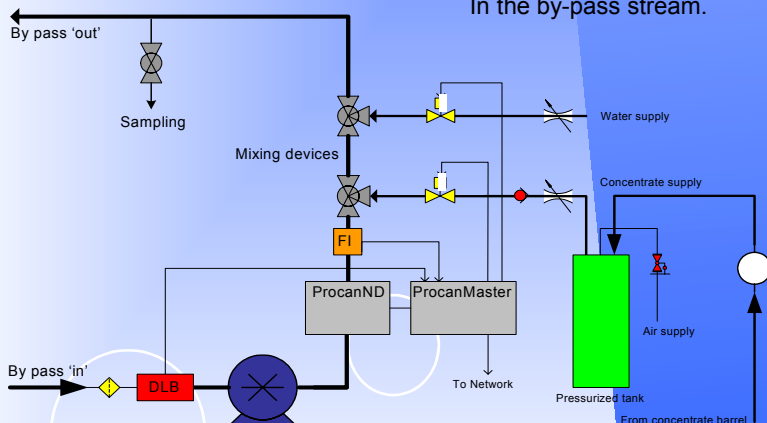 In the by-pass stream.
By pass 'out'
Sampling
Water supply
Mixing devices
Concentrate supply
FI
ProcanND
ProcanMaster
Air supply
By pass 'in'
DLB
To Network
Pressurized tank
From concentrate barrel